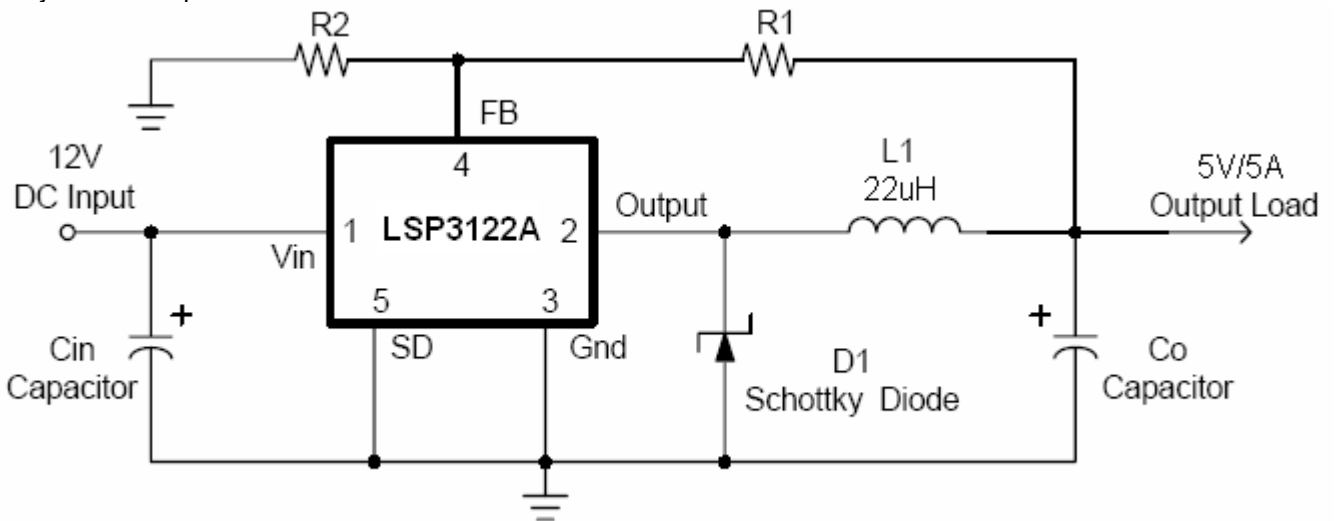 R2
R1
FB
4
12V
DC Input
L1
22uH
5V/5A
Output Load
Output
1
LSP3122A
2
Vin
5
3
SD
Gnd
+
+
Cin
Capacitor
D1
Schottky Diode
Co
Capacitor